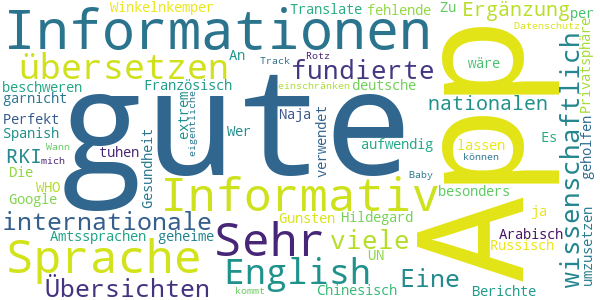 Winkelnkemper
Translate
fehlende
Zu
Ergänzung
per
Informationen
An
Track
Rotz
Datenschutz
übersetzen
fundierte
wäre
Privatsphäre
beschweren
Französisch
einschränken
deutsche
garnicht
extrem
eigentliche
gute
App
nationalen
Perfekt
Wer
Naja
verwendet
Spanish
aufwendig
Es
wissenschaftlich
geholfen
RKI
Wann
mich
tuhen
Gesundheit
lassen
können
Die
WHO
Baby
besonders
Google
Informativ
internationale
Gunsten
Hildegard
ja
umzusetzen
Amtssprachen
geheime
Sehr
viele
Arabisch
Russisch
Sprache
UN
English
Eine
Berichte
Übersichten
kommt
Chinesisch